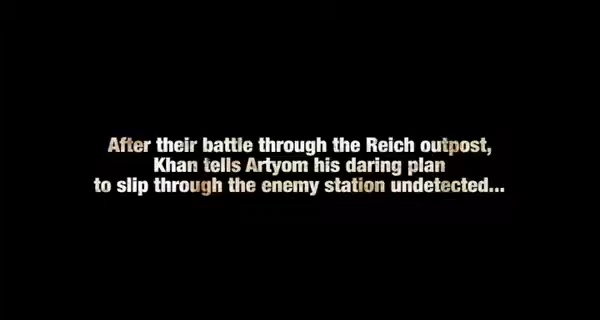 After their battle through the Reich outpost,
Khan tells Artyom his daring plan
to slip through the enemy station undetected...